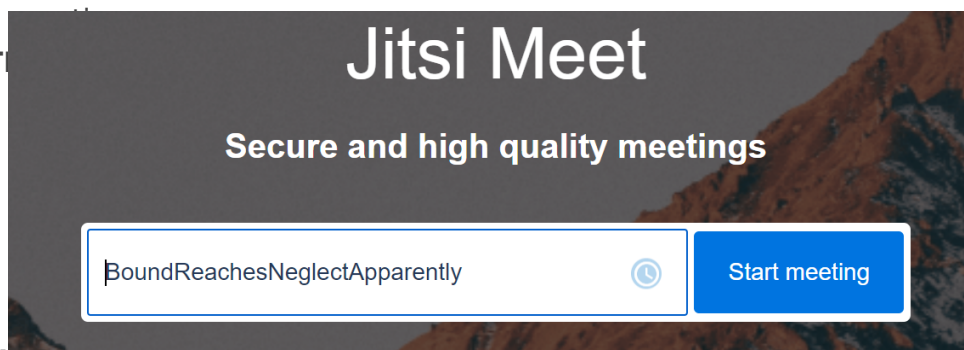 Jitsi Meet
Secure and high quality meetings
BoundReachesNeglectApparently
Start meeting